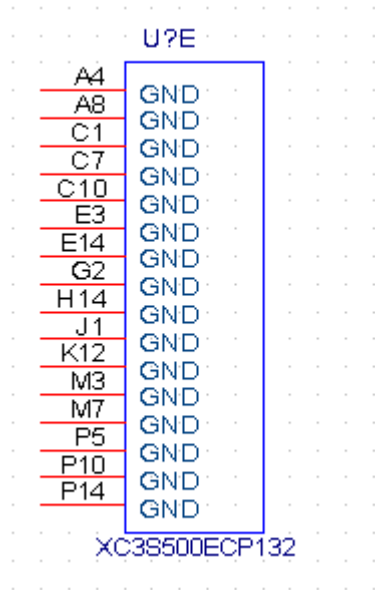 U?E
A4 GND
A8 GND
C1 GND
C7 GND
C10 GND
E3 GND
E14 GND
G2 GND
H14 GND
J1 GND
K12 GND
M3 GND
M7 GND
P5 GND
P10 GND
P14 GND
XC3S500ECP132